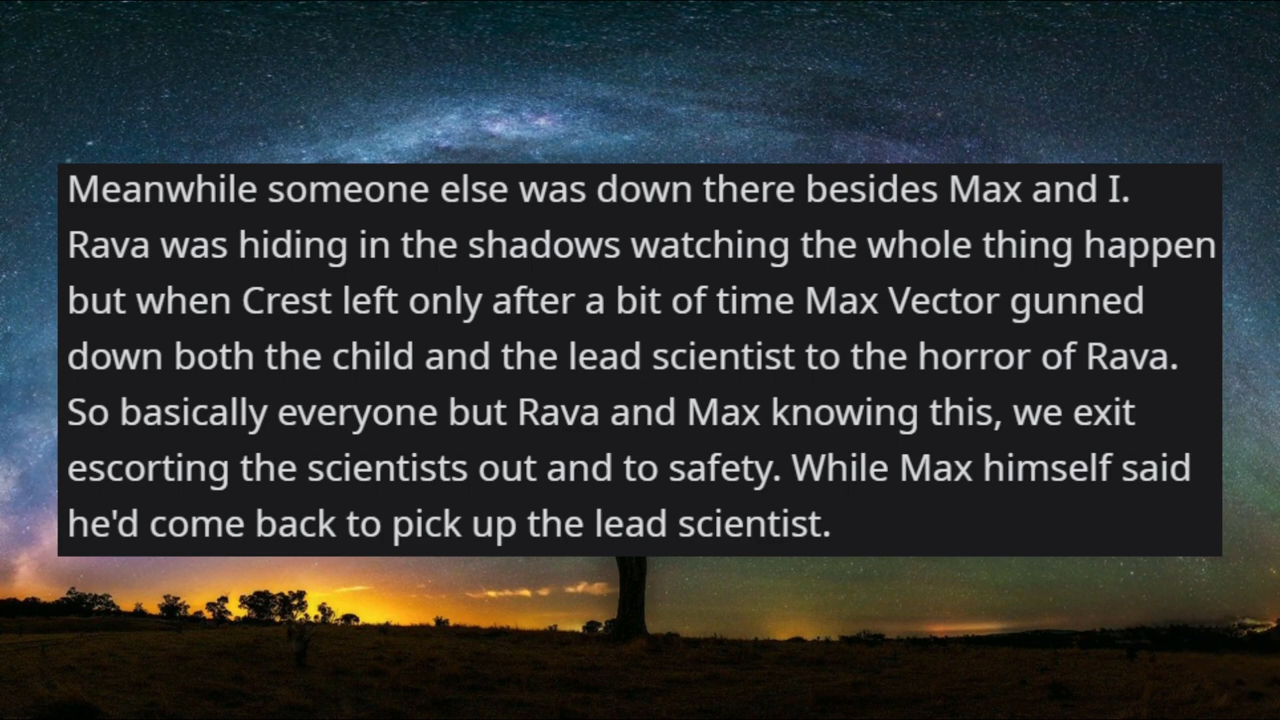 Meanwhile someone else was down there besides Max and I.
Rava was hiding in the shadows watching the whole thing happen
but when Crest left only after a bit of time Max Vector gunned
down both the child and the lead scientist to the horror of Rava.
So basically everyone but Rava and Max knowing this, we exit
escorting the scientists out and to safety. While Max himself said
he'd come back to pick up the lead scientist.